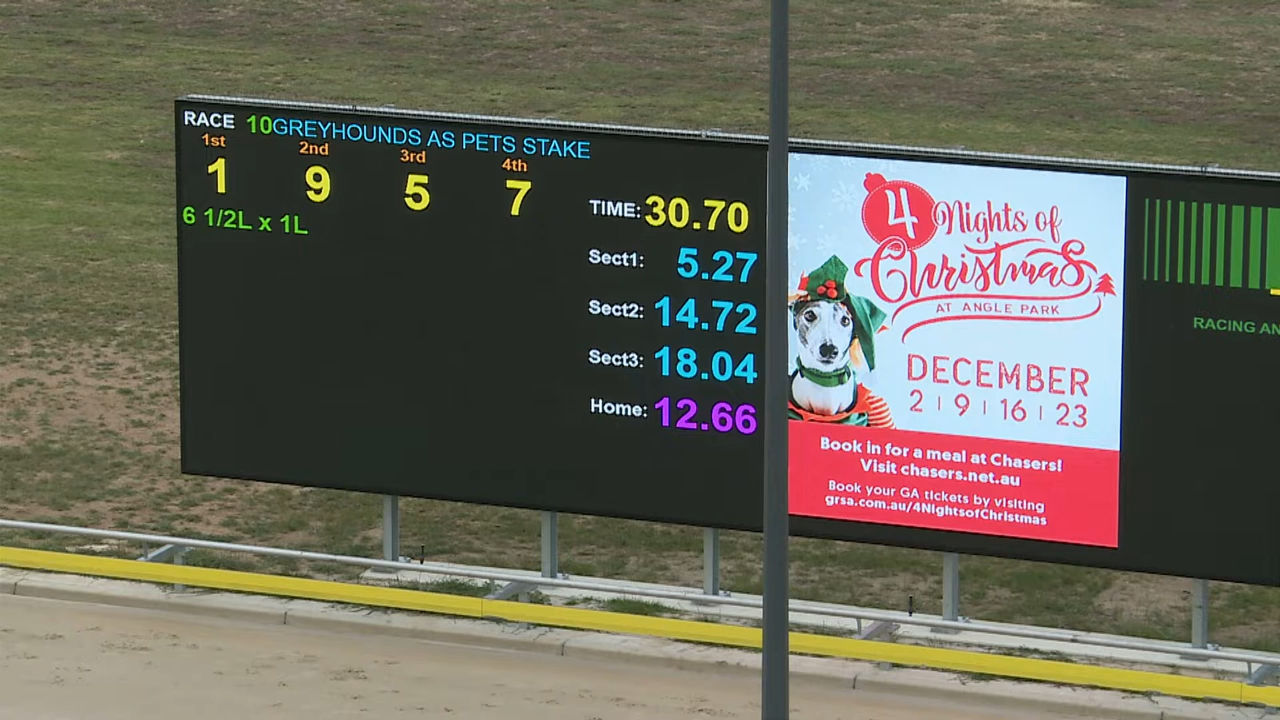 RACE 10GREYHOUNDS AS PETS STAKE
1st 2nd 3rd 4th
1 9 5 7
6 1/2L x 1L
TIME: 30.70
Sect1: 5.27
Sect2: 14.72
Sect3: 18.04
Home: 12.66
4 Nights of
Christmas
AT ANGLE PARK
DECEMBER
2 | 9 | 16 | 23
Book in for a meal at Chasers!
Visit chasers.net.au
Book your GA tickets by visiting
grsa.com.au/4NightsofChristmas
RACING AN